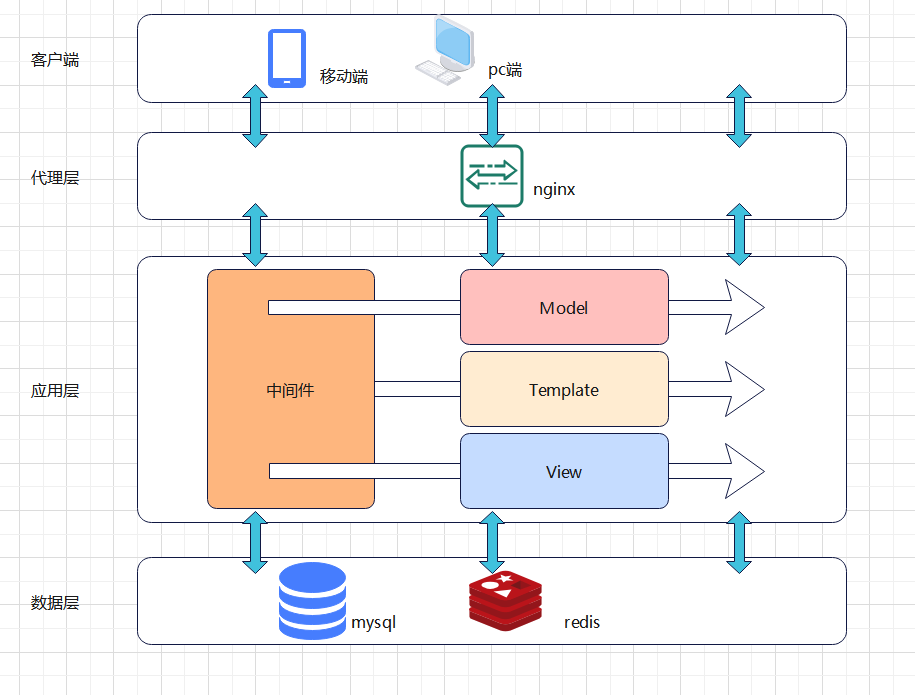 客户端
移动端
pc端
代理层
nginx
应用层
中间件
Model
Template
View
数据层
mysql
redis